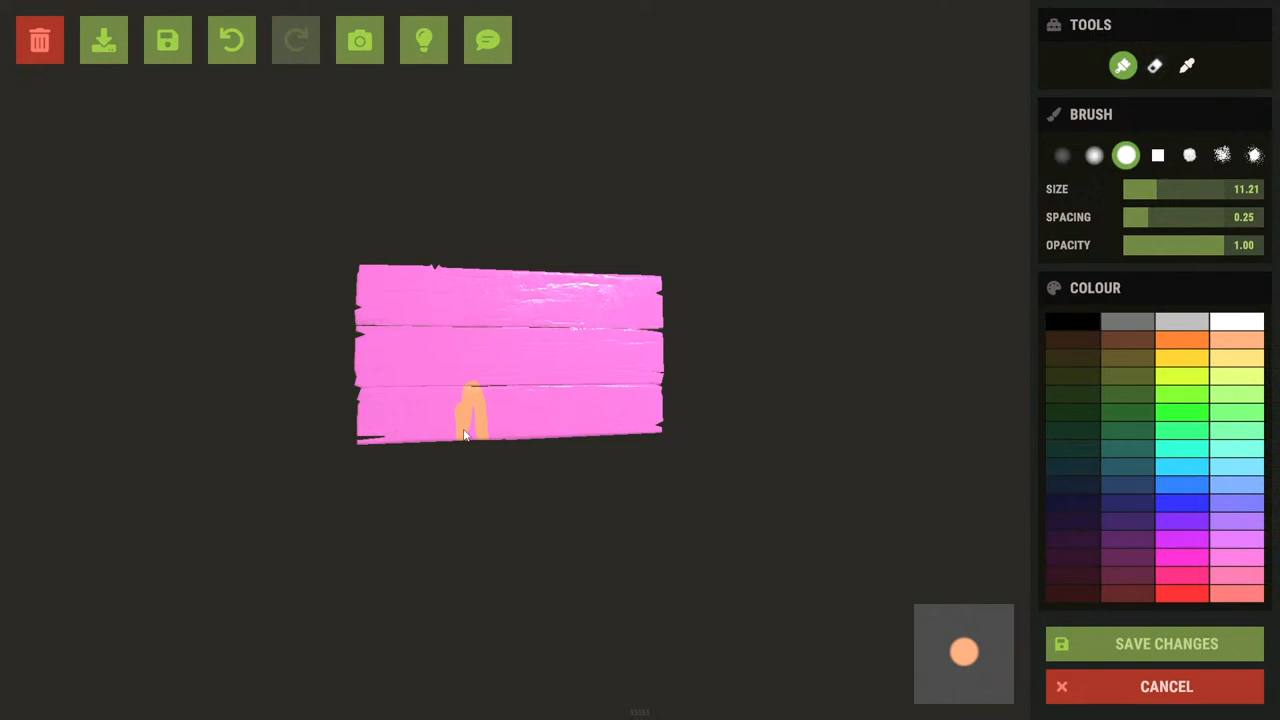 TOOLS
BRUSH
SIZE 11.21
SPACING 0.25
OPACITY 1.00
COLOUR
SAVE CHANGES
CANCEL